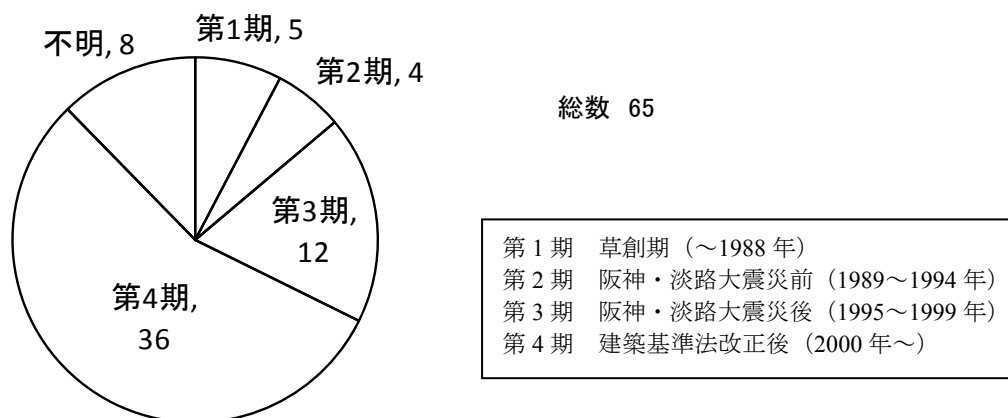 不明, 8
第1期, 5
第2期, 4
第3期,
12
第4期,
36
総数 65
第 1 期 草創期（～1988 年）
第 2 期 阪神・淡路大震災前（1989～1994 年）
第 3 期 阪神・淡路大震災後（1995～1999 年）
第 4 期 建築基準法改正後（2000 年～）